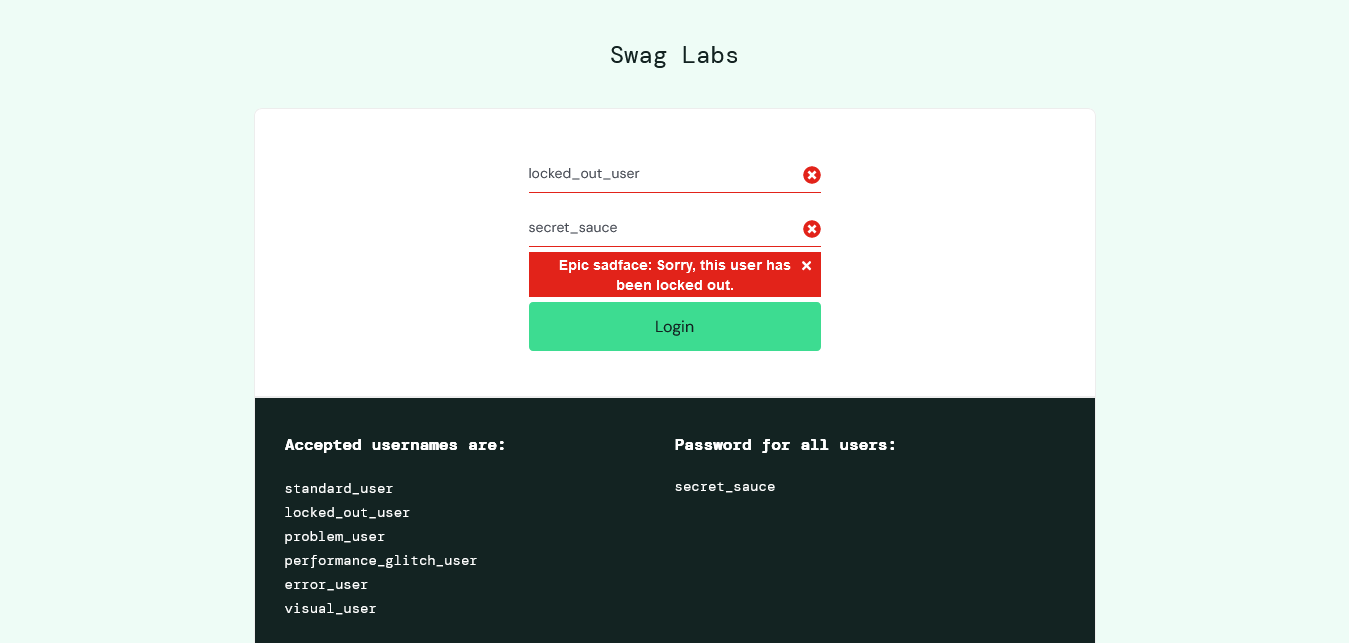 Swag Labs
locked_out_user
secret_sauce
Epic sadface: Sorry, this user has
been locked out.
Login
Accepted usernames are:
standard_user
locked_out_user
problem_user
performance_glitch_user
error_user
visual_user
Password for all users:
secret_sauce